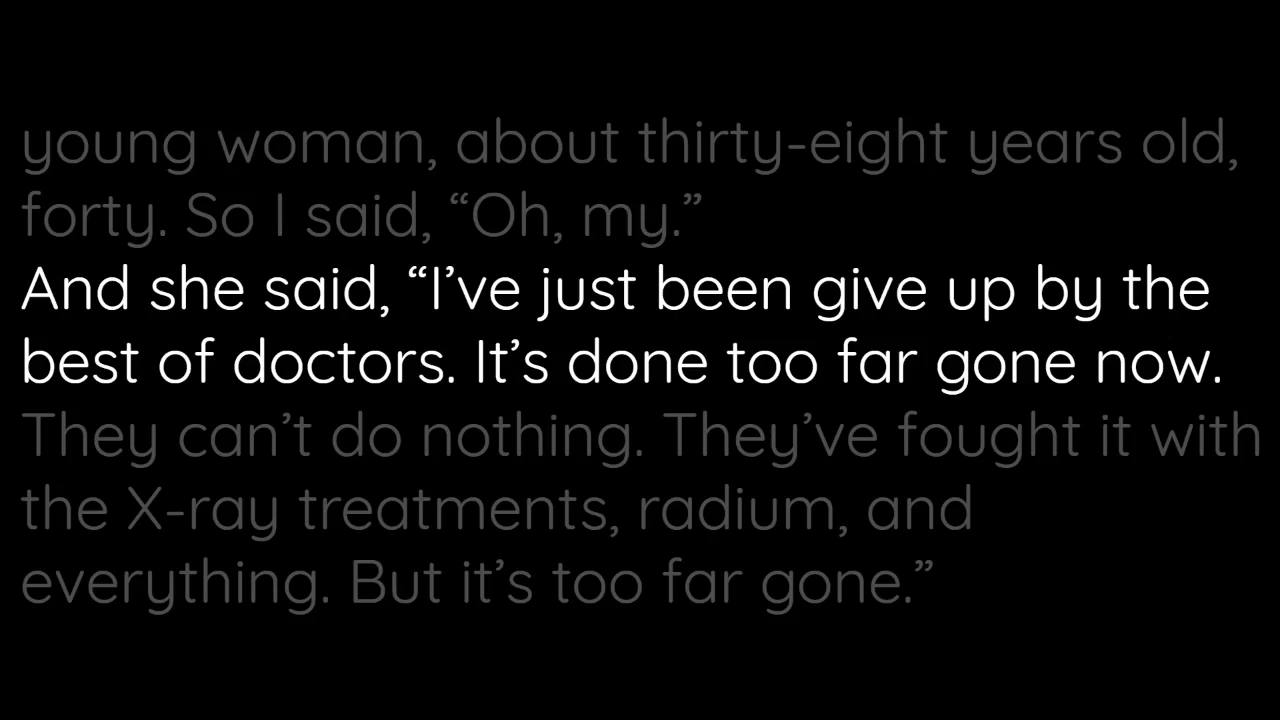 young woman, about thirty-eight years old,
forty. So I said, “Oh, my.”
And she said, “I’ve just been give up by the
best of doctors. It’s done too far gone now.
They can’t do nothing. They’ve fought it with
the X-ray treatments, radium, and
everything. But it’s too far gone.”